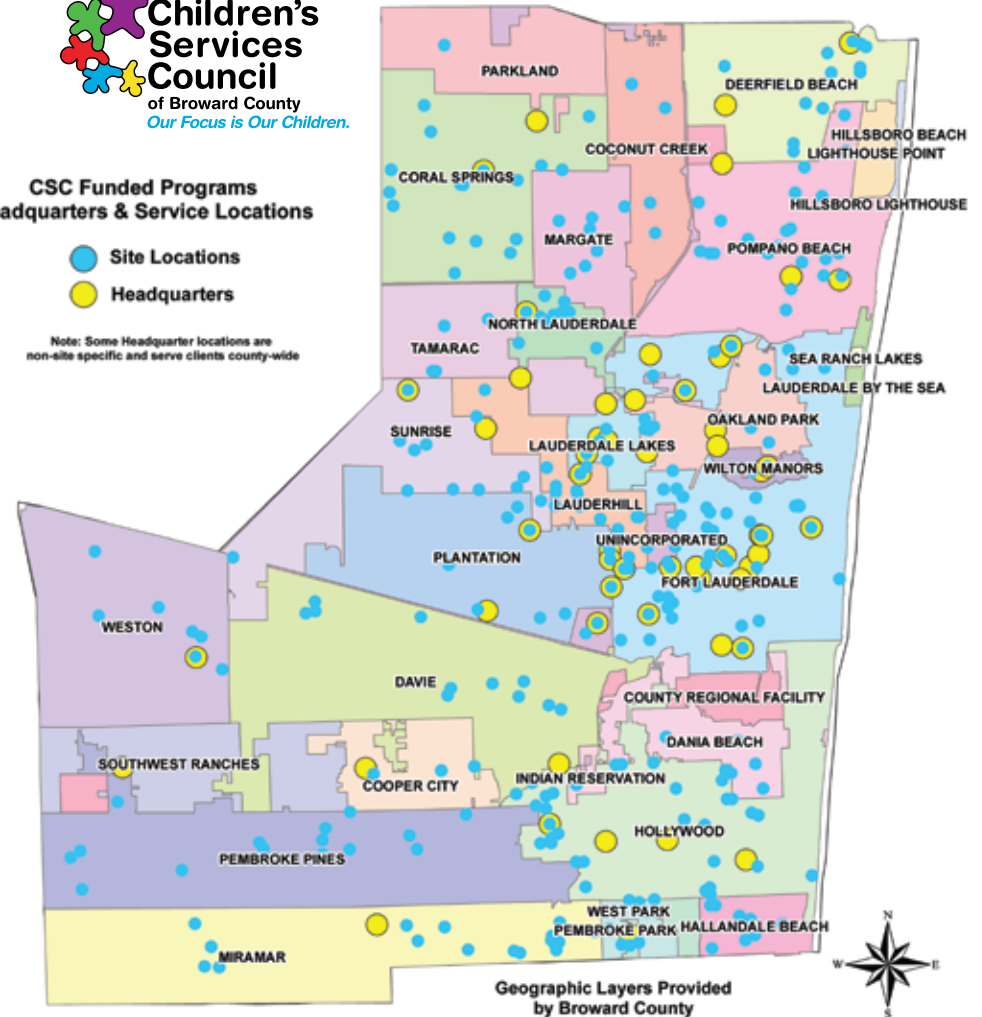 Children's
Services
Council
of Broward County
Our Focus is Our Children.
CSC Funded Programs
adquarters & Service Locations
Site Locations
Headquarters
Note: Some Headquarter locations are
non-site specific and serve clients county-wide
PARKLAND
DEERFIELD BEACH
HILLSBORO BEACH
COCONUT CREEK
LIGHTHOUSE POINT
CORAL SPRINGS
HILLSBORO LIGHTHOUSE
MARGATE
POMPANO BEACH
NORTH LAUDERDALE
TAMARAC
SEA RANCH LAKES
LAUDERDALE BY THE SEA
OAKLAND PARK
SUNRISE
LAUDERDALE LAKES
WILTON MANORS
LAUDERHILL
UNINCORPORATED
PLANTATION
FORT LAUDERDALE
WESTON
DAVIE
COUNTY REGIONAL FACILITY
DANIA BEACH
SOUTHWEST RANCHES
INDIAN RESERVATION
COOPER CITY
HOLLYWOOD
PEMBROKE PINES
WEST PARK
PEMBROKE PARK
HALLANDALE BEACH
MIRAMAR
N
W
E
S
Geographic Layers Provided
by Broward County